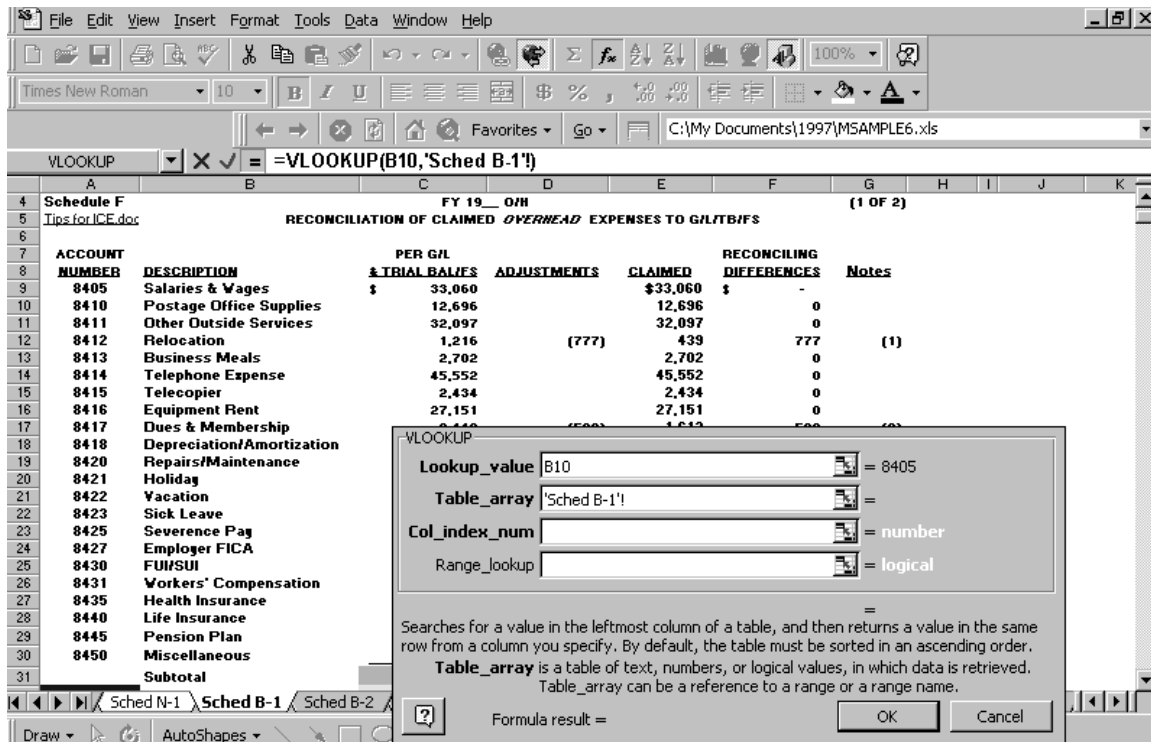 File Edit View Insert Format Tools Data Window Help
ABC Σ fx A Z Z A 100%
Times New Roman 10 B I U $ % , A
Favorites Go C:\My Documents\1997\MSAMPLE6.xls
VLOOKUP = =VLOOKUP(B10,'Sched B-1'!)
A B C D E F G H I J K
4 Schedule F FY 19__ O/H (1 OF 2)
5 Tips for ICE.doc RECONCILIATION OF CLAIMED OVERHEAD EXPENSES TO G/L/TB/FS
6
7 ACCOUNT PER G/L RECONCILING
8 NUMBER DESCRIPTION & TRIAL BAL/FS ADJUSTMENTS CLAIMED DIFFERENCES Notes
9 8405 Salaries & Wages $ 33,060 $33,060 $ -
10 8410 Postage Office Supplies 12,696 12,696 0
11 8411 Other Outside Services 32,097 32,097 0
12 8412 Relocation 1,216 (777) 439 777 (1)
13 8413 Business Meals 2,702 2,702 0
14 8414 Telephone Expense 45,552 45,552 0
15 8415 Telecopier 2,434 2,434 0
16 8416 Equipment Rent 27,151 27,151 0
17 8417 Dues & Membership
18 8418 Depreciation/Amortization
19 8420 Repairs/Maintenance
20 8421 Holiday
21 8422 Vacation
22 8423 Sick Leave
23 8425 Severence Pay
24 8427 Employer FICA
25 8430 FUI/SUI
26 8431 Workers' Compensation
27 8435 Health Insurance
28 8440 Life Insurance
29 8445 Pension Plan
30 8450 Miscellaneous
31 Subtotal
VLOOKUP
Lookup_value B10 = 8405
Table_array 'Sched B-1'! =
Col_index_num = number
Range_lookup = logical
=
Searches for a value in the leftmost column of a table, and then returns a value in the same
row from a column you specify. By default, the table must be sorted in an ascending order.
Table_array is a table of text, numbers, or logical values, in which data is retrieved.
Table_array can be a reference to a range or a range name.
Formula result = OK Cancel
Sched N-1 Sched B-1 Sched B-2
Draw AutoShapes